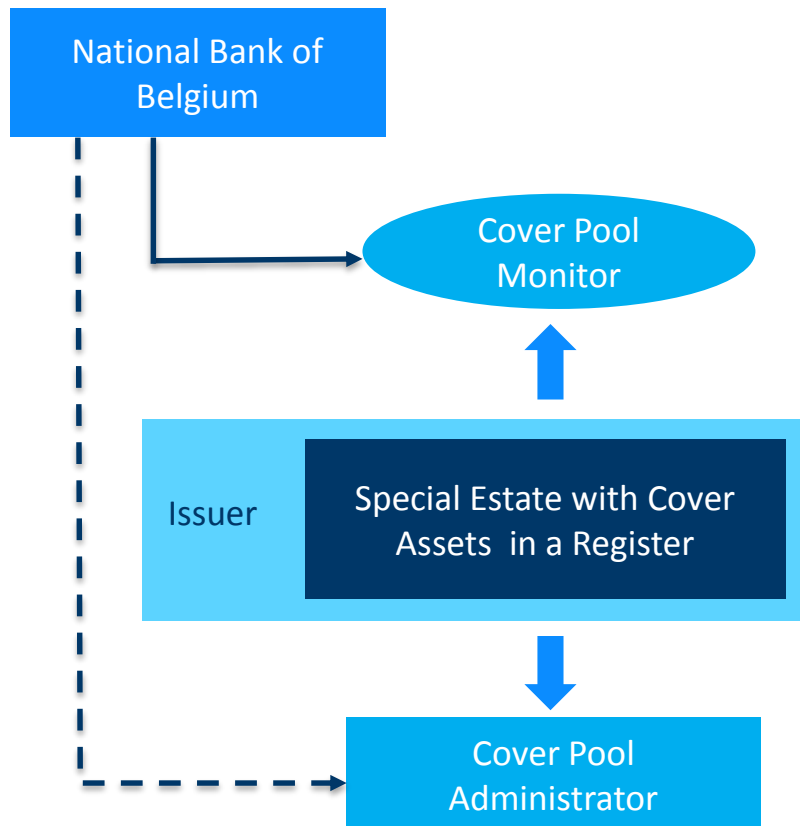 National Bank of
Belgium
Cover Pool
Monitor
Issuer
Special Estate with Cover
Assets in a Register
Cover Pool
Administrator